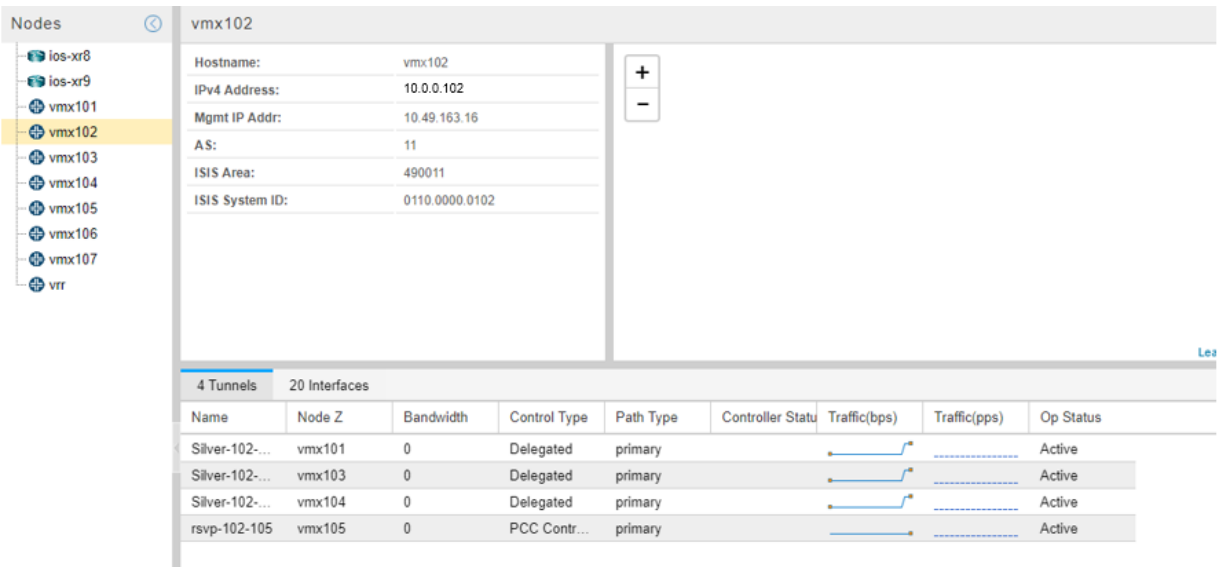 Nodes
ios-xr8
ios-xr9
vmx101
vmx102
vmx103
vmx104
vmx105
vmx106
vmx107
vrr
vmx102
Hostname: vmx102
IPv4 Address: 10.0.0.102
Mgmt IP Addr: 10.49.163.16
AS: 11
ISIS Area: 490011
ISIS System ID: 0110.0000.0102
+
−
Lea
4 Tunnels 20 Interfaces
Name Node Z Bandwidth Control Type Path Type Controller Statu Traffic(bps) Traffic(pps) Op Status
Silver-102-... vmx101 0 Delegated primary Active
Silver-102-... vmx103 0 Delegated primary Active
Silver-102-... vmx104 0 Delegated primary Active
rsvp-102-105 vmx105 0 PCC Contr... primary Active